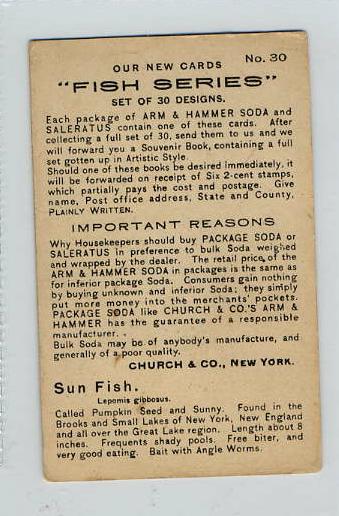 OUR NEW CARDS No. 30
"FISH SERIES"
SET OF 30 DESIGNS.
Each package of ARM & HAMMER SODA and
SALERATUS contain one of these cards. After
collecting a full set of 30, send them to us and we
will forward you a Souvenir Book, containing a full
set gotten up in Artistic Style
Should one of these books be desired immediately, it
will be forwarded on receipt of Six 2-cent stamps,
which partially pays the cost and postage. Give
name, Post office address, State and County,
PLAINLY WRITTEN.
IMPORTANT REASONS
Why Housekeepers should buy PACKAGE SODA or
SALERATUS in preference to bulk Soda weighed
and wrapped by the dealer. The retail price of the
ARM & HAMMER SODA in packages is the same as
for inferior package Soda. Consumers gain nothing
by buying unknown and inferior Soda; they simply
put more money into the merchants' pockets.
PACKAGE SODA like CHURCH & CO.'S ARM &
HAMMER has the guarantee of a responsible
manufacturer.
Bulk Soda may be of anybody's manufacture, and
generally of a poor quality.
CHURCH & CO., NEW YORK.
Sun Fish.
Lepomis gibbosus.
Called Pumpkin Seed and Sunny. Found in the
Brooks and Small Lakes of New York, New England
and all over the Great Lake region. Length about 8
inches. Frequents shady pools. Free biter, and
very good eating. Bait with Angle Worms.